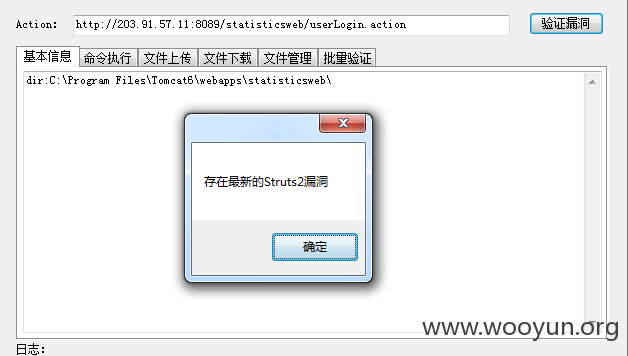 Action: http://203.91.57.11:8089/statisticsweb/userLogin.action 验证漏洞
基本信息 命令执行 文件上传 文件下载 文件管理 批量验证
dir:C:\Program Files\Tomcat6\webapps\statisticsweb\
存在最新的Struts2漏洞
确定
www.wooyun.org
日志: